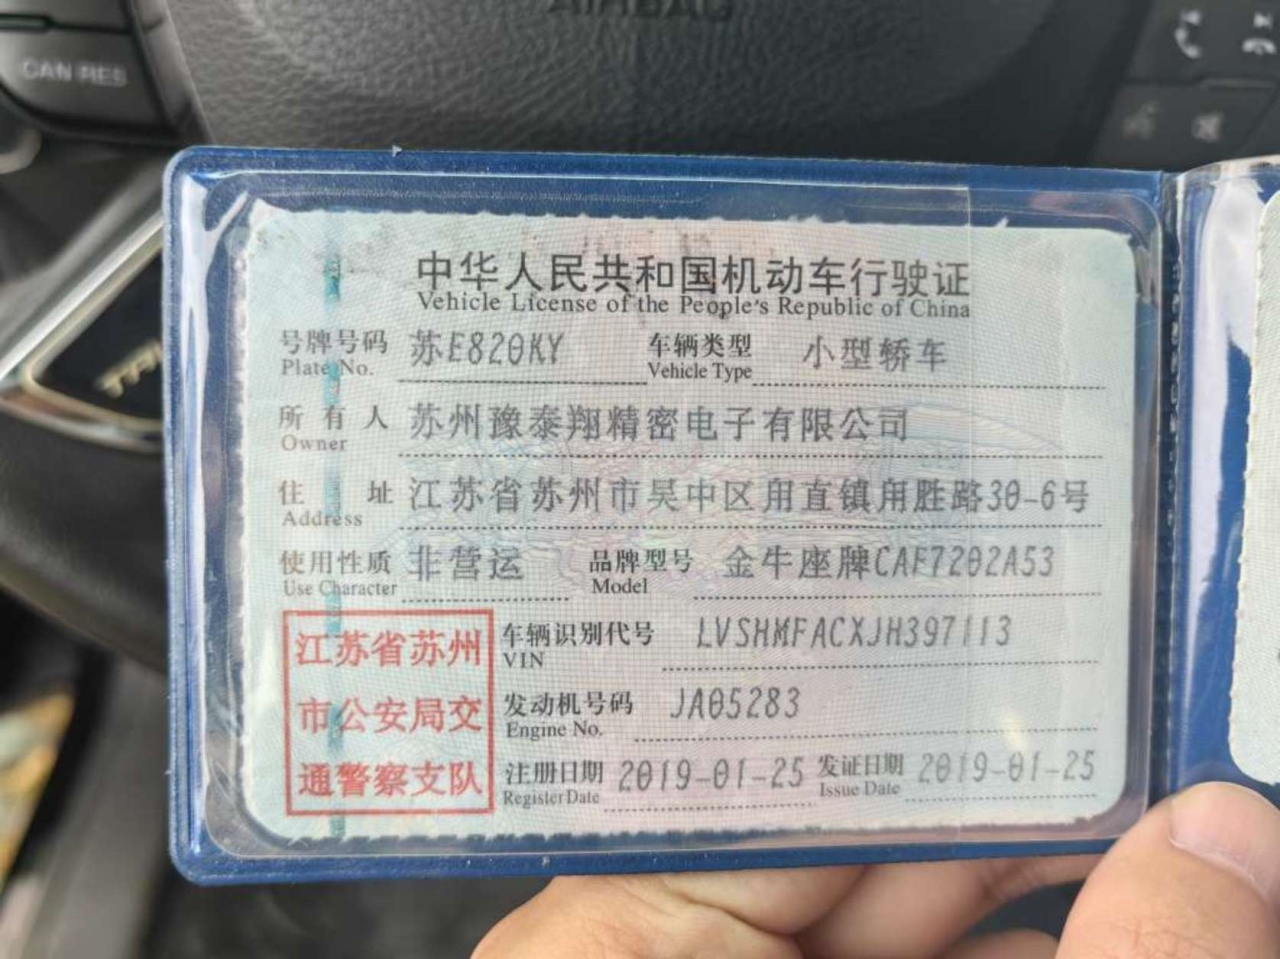 AIRBAG
CAN RES
中华人民共和国机动车行驶证
Vehicle License of the People's Republic of China
号牌号码 苏E820KY 车辆类型 小型轿车
Plate No. Vehicle Type
所有人 苏州豫泰翔精密电子有限公司
Owner
住址 江苏省苏州市吴中区甪直镇甪胜路30-6号
Address
使用性质 非营运 品牌型号 金牛座牌CAF7202A53
Use Character Model
江苏省苏州
市公安局交
通警察支队
车辆识别代号 LVSHMFACXJH397113
VIN
发动机号码 JA05283
Engine No.
注册日期 2019-01-25 发证日期 2019-01-25
Register Date Issue Date